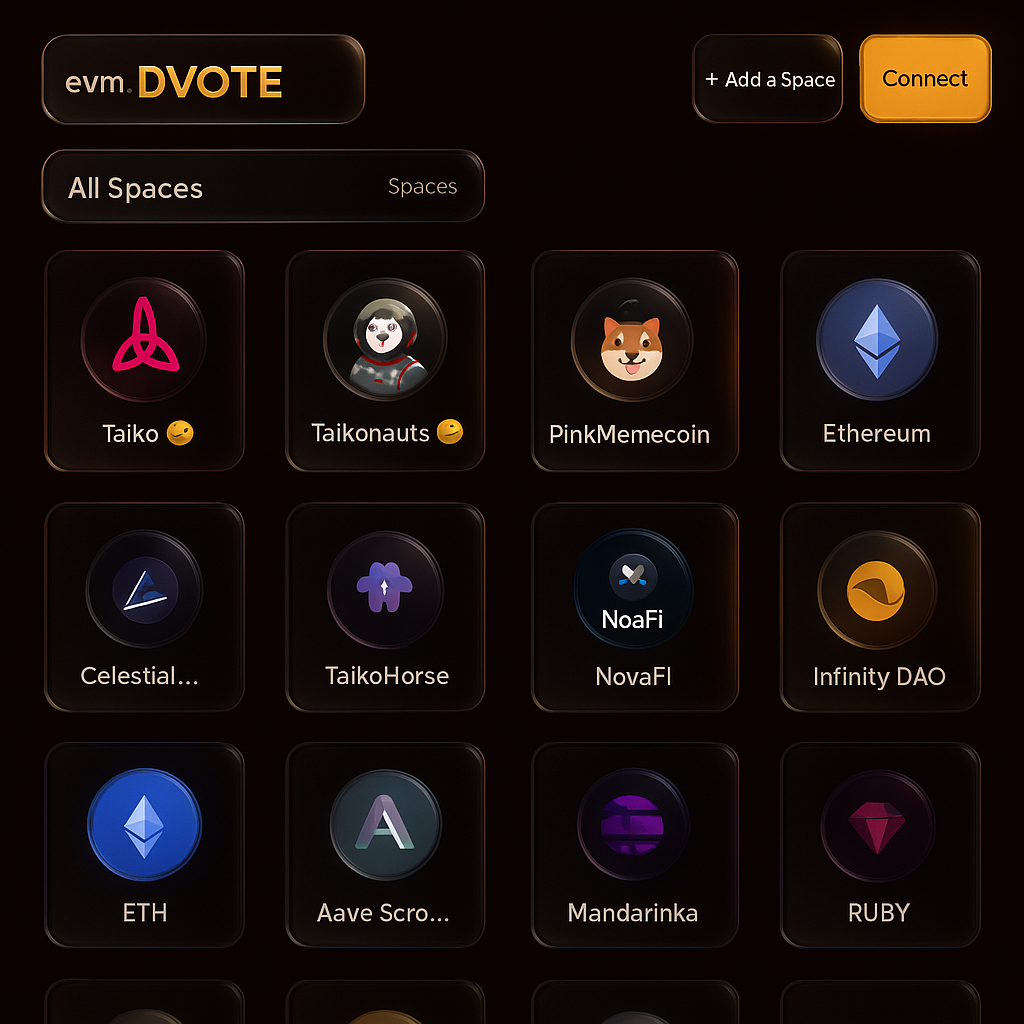 evm.DVOTE
+ Add a Space
Connect
All Spaces
Spaces
Taiko
Taikonauts
PinkMemecoin
Ethereum
NoaFi
Celestial...
TaikoHorse
NovaFI
Infinity DAO
ETH
Aave Scro...
Mandarinka
RUBY